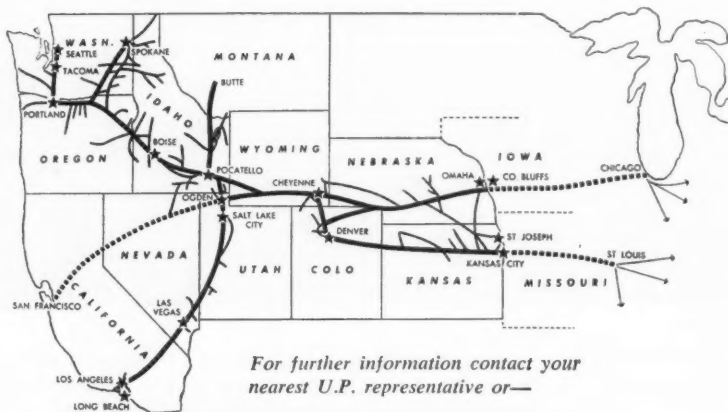 WASH.
SEATTLE
SPOKANE
TACOMA
MONTANA
BUTTE
PORTLAND
IDAHO
OREGON
BOISE
WYOMING
POCATELLO
NEBRASKA
IOWA
OMAHA
CO. BLUFFS
CHICAGO
CHEYENNE
OGDEN
SALT LAKE
CITY
DENVER
ST JOSEPH
NEVADA
UTAH
COLO
KANSAS
KANSAS
CITY
ST LOUIS
MISSOURI
SAN FRANCISCO
CALIFORNIA
LAS
VEGAS
LOS ANGELES
LONG BEACH
For further information contact your
nearest U.P. representative or—